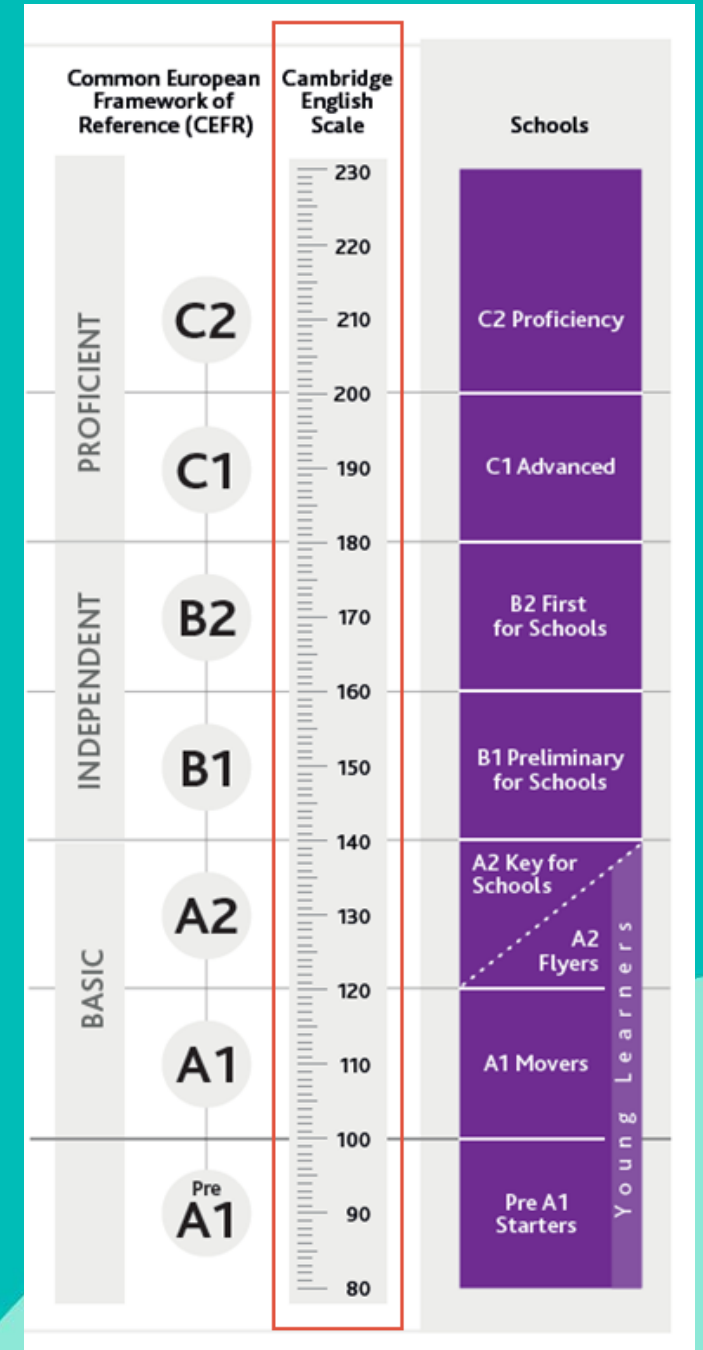 Common European
Framework of
Reference (CEFR)
Cambridge
English
Scale
Schools
PROFICIENT
INDEPENDENT
BASIC
C2
C1
B2
B1
A2
A1
Pre
A1
230
220
210
200
190
180
170
160
150
140
130
120
110
100
90
80
C2 Proficiency
C1 Advanced
B2 First
for Schools
B1 Preliminary
for Schools
A2 Key for
Schools
A2
Flyers
A1 Movers
Pre A1
Starters
Young Learners